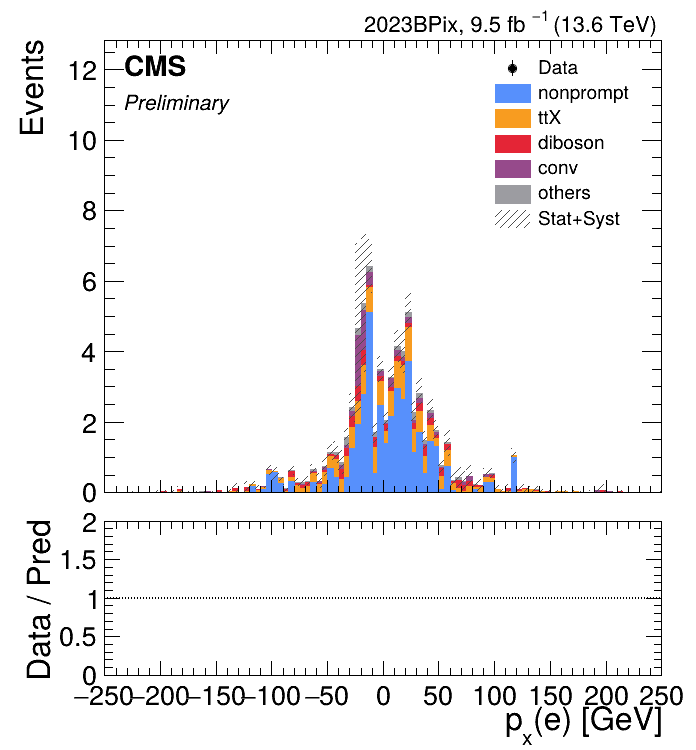 2023BPix, 9.5 fb⁻¹ (13.6 TeV)
CMS
Preliminary
Data
nonprompt
ttX
diboson
conv
others
Stat+Syst
Events
12
10
8
6
4
2
0
Data / Pred
2
1.5
1
0.5
0
−250 −200 −150 −100 −50 0 50 100 150 200 250
pₓ(e) [GeV]